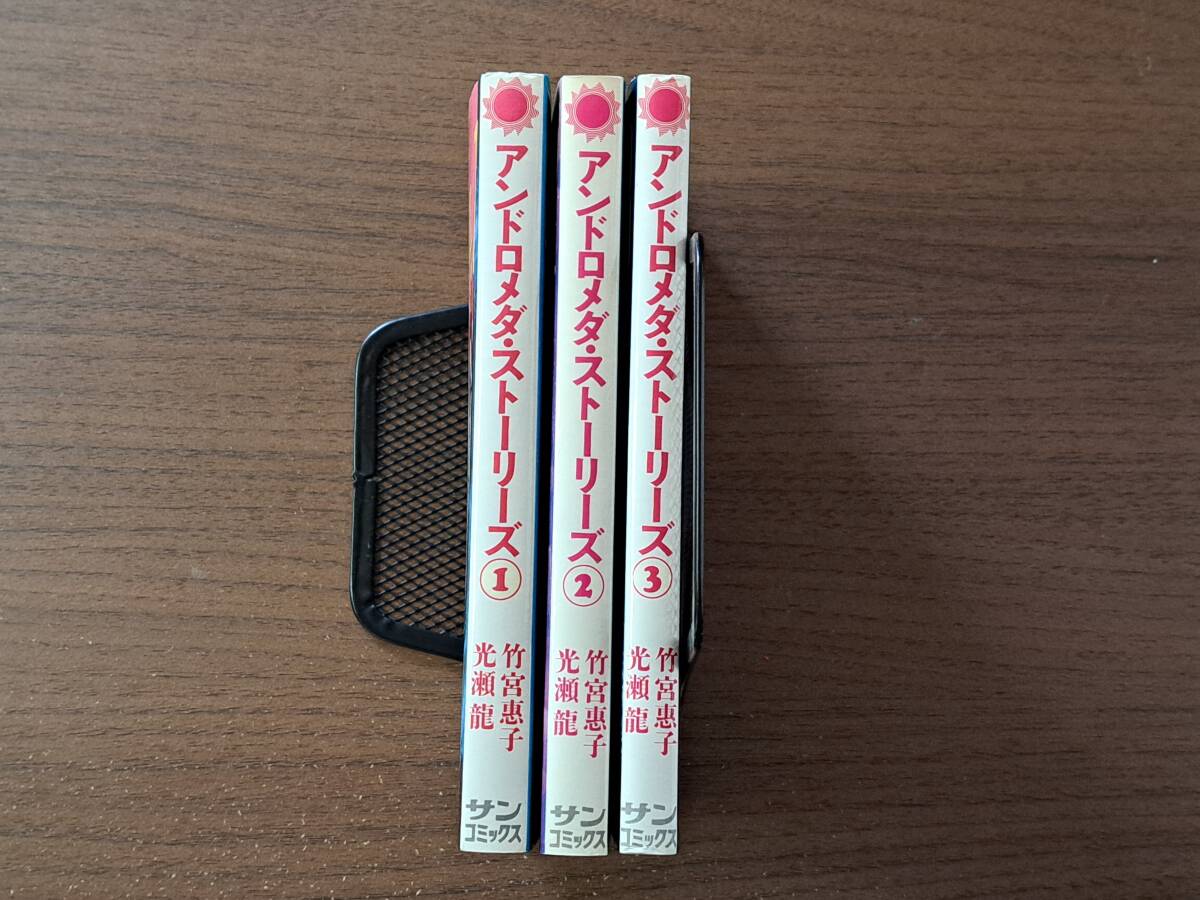 アンドロメダ・ストーリーズ①
竹宮惠子
光瀬龍
サン
コミックス
アンドロメダ・ストーリーズ②
竹宮惠子
光瀬龍
サン
コミックス
アンドロメダ・ストーリーズ③
竹宮惠子
光瀬龍
サン
コミックス